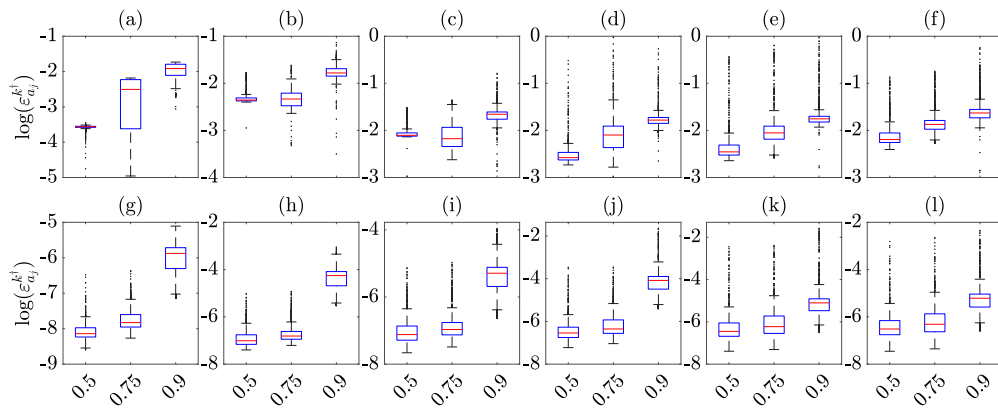 (a) (b) (c) (d) (e) (f)
-1 -1 0 0 0 0
-2 -2 -1 -1 -1 -1
-3 -3 -2 -2 -2 -2
-4
-5 -4 -3 -3 -3 -3
log(ε_{a_j}^{k†})
(g) (h) (i) (j) (k) (l)
-5 -2 -4 -2 -2 -2
-6 -4 -4 -4 -4
-7 -6 -6 -6 -6 -6
-8
-9 -8 -8 -8 -8 -8
log(ε_{a_j}^{k†})
0.5 0.75 0.9 0.5 0.75 0.9 0.5 0.75 0.9 0.5 0.75 0.9 0.5 0.75 0.9 0.5 0.75 0.9